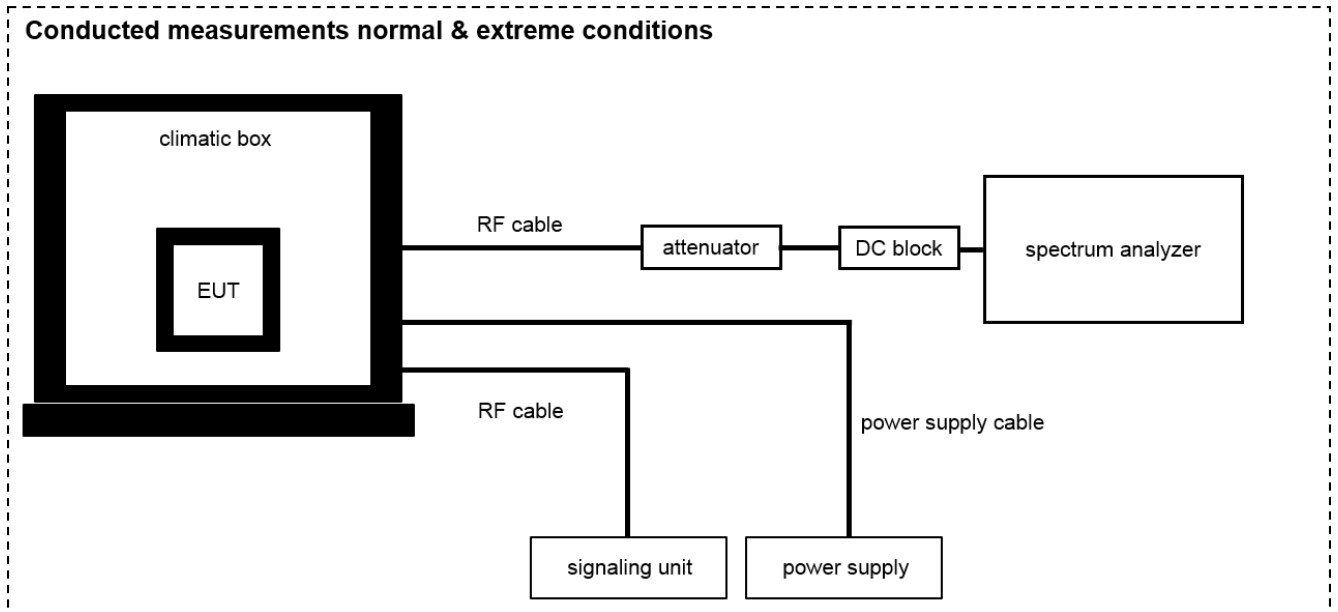 Conducted measurements normal & extreme conditions
climatic box
RF cable
attenuator
DC block
spectrum analyzer
EUT
RF cable
power supply cable
signaling unit
power supply